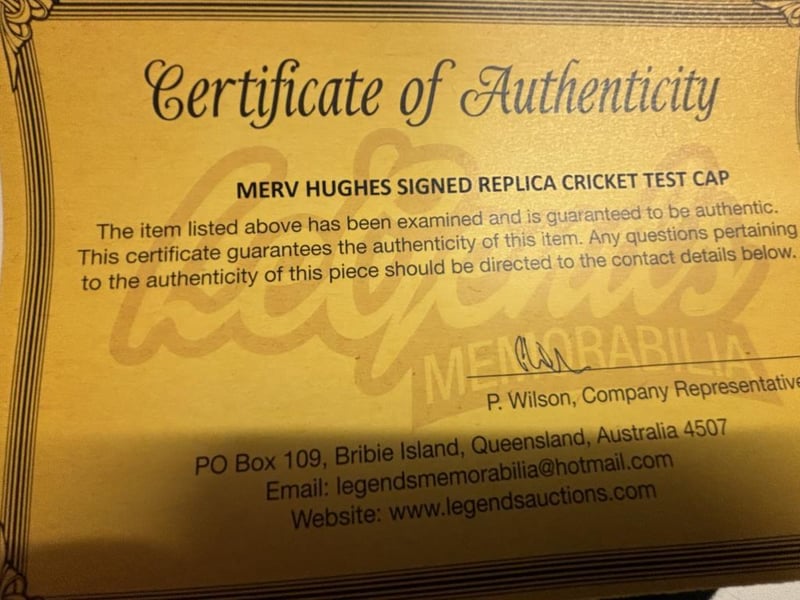 Certificate of Authenticity
MERV HUGHES SIGNED REPLICA CRICKET TEST CAP
The item listed above has been examined and is guaranteed to be authentic.
This certificate guarantees the authenticity of this item. Any questions pertaining
to the authenticity of this piece should be directed to the contact details below.
Legends
MEMORABILIA
P. Wilson, Company Representative
PO Box 109, Bribie Island, Queensland, Australia 4507
Email: legendsmemorabilia@hotmail.com
Website: www.legendsauctions.com